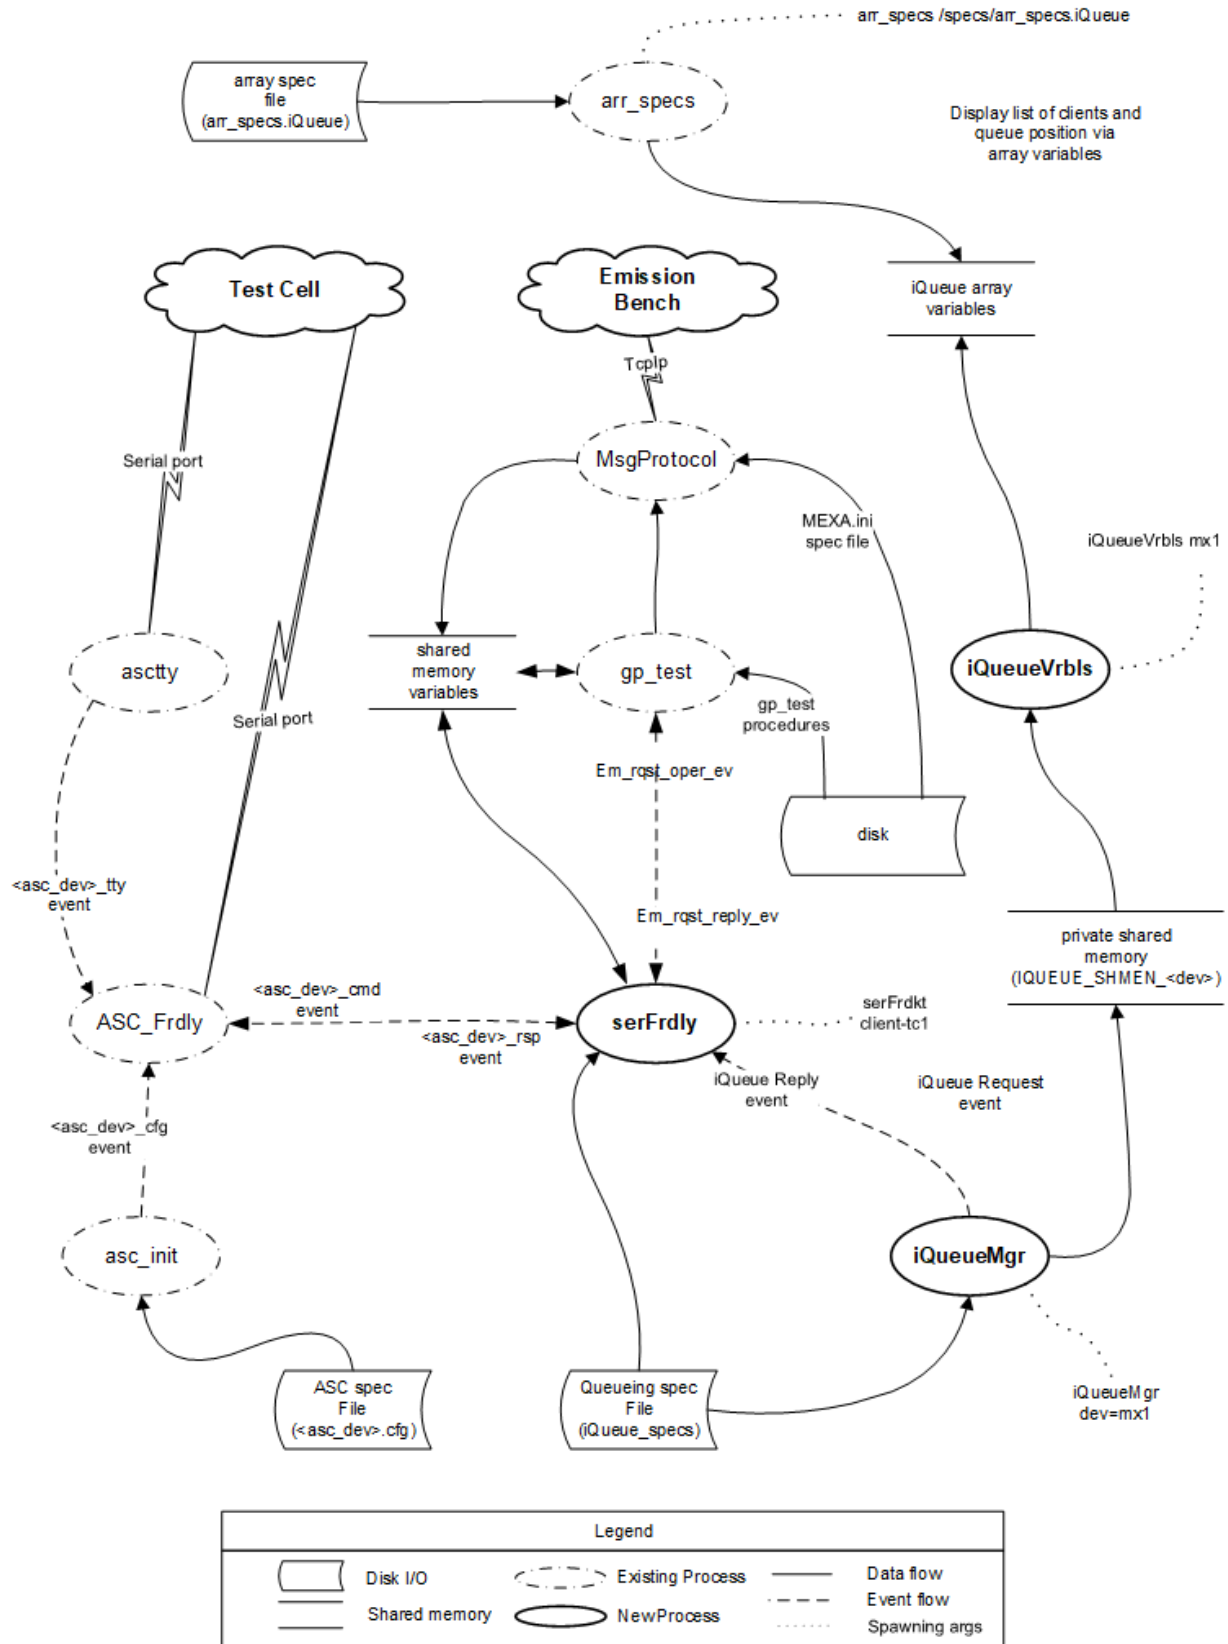 arr_specs /specs/arr_specs.iQueue
array spec
file
(arr_specs.iQueue)
arr_specs
Display list of clients and
queue position via
array variables
Test Cell
Emission
Bench
iQueue array
variables
TcpIp
Serial port
MsgProtocol
MEXA.ini
spec file
iQueueVrbls mx1
asctty
shared
memory
variables
gp_test
iQueueVrbls
Serial port
gp_test
procedures
Em_rqst_oper_ev
disk
<asc_dev>_tty
event
Em_rqst_reply_ev
private shared
memory
(IQUEUE_SHMEN_<dev>)
<asc_dev>_cmd
event
ASC_Frdly
serFrdly
serFrdkt
client-tc1
<asc_dev>_rsp
event
iQueue Reply
event
iQueue Request
event
<asc_dev>_cfg
event
asc_init
iQueueMgr
ASC spec
File
(<asc_dev>.cfg)
Queueing spec
File
(iQueue_specs)
iQueueMgr
dev=mx1
Legend
Disk I/O
Existing Process
Data flow
Event flow
Shared memory
NewProcess
Spawning args